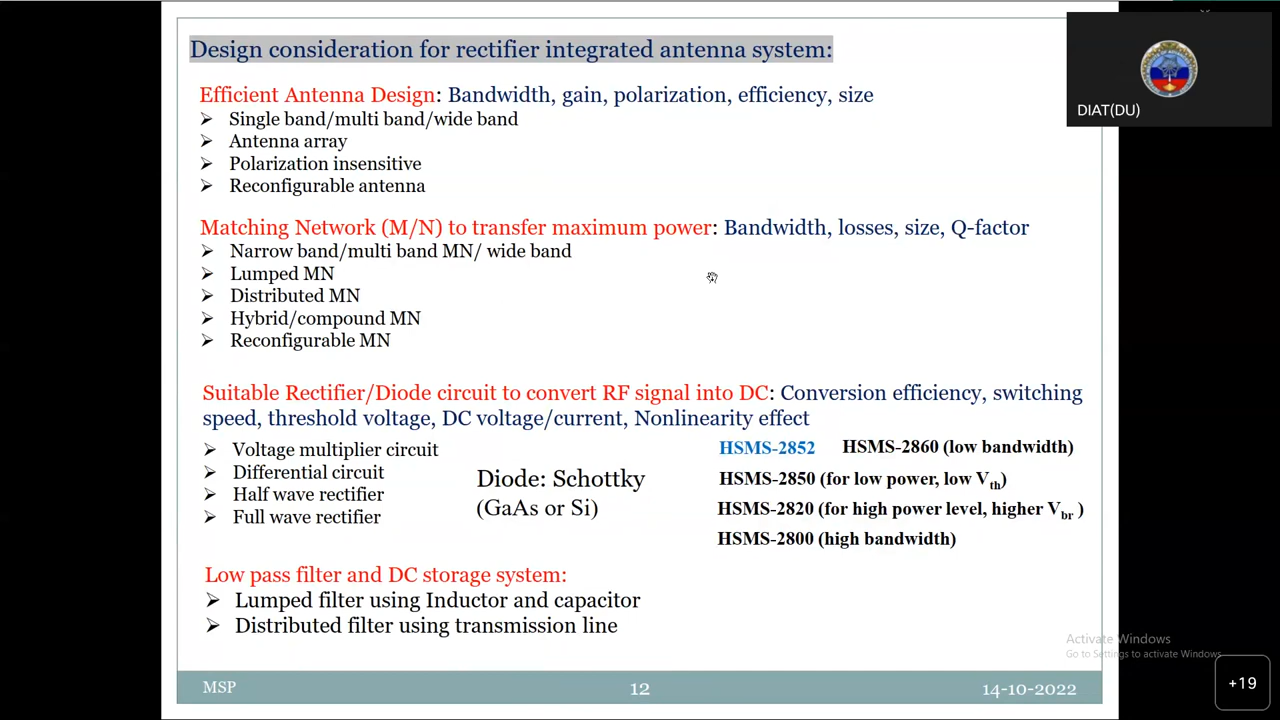 Design consideration for rectifier integrated antenna system:
DIAT(DU)
Efficient Antenna Design: Bandwidth, gain, polarization, efficiency, size
➢ Single band/multi band/wide band
➢ Antenna array
➢ Polarization insensitive
➢ Reconfigurable antenna
Matching Network (M/N) to transfer maximum power: Bandwidth, losses, size, Q-factor
➢ Narrow band/multi band MN/ wide band
➢ Lumped MN
➢ Distributed MN
➢ Hybrid/compound MN
➢ Reconfigurable MN
Suitable Rectifier/Diode circuit to convert RF signal into DC: Conversion efficiency, switching
speed, threshold voltage, DC voltage/current, Nonlinearity effect
➢ Voltage multiplier circuit
➢ Differential circuit
➢ Half wave rectifier
➢ Full wave rectifier
Diode: Schottky
(GaAs or Si)
HSMS-2852 HSMS-2860 (low bandwidth)
HSMS-2850 (for low power, low Vth)
HSMS-2820 (for high power level, higher Vbr )
HSMS-2800 (high bandwidth)
Low pass filter and DC storage system:
➢ Lumped filter using Inductor and capacitor
➢ Distributed filter using transmission line
Activate Windows
Go to Settings to activate Windows.
MSP 12 14-10-2022
+19